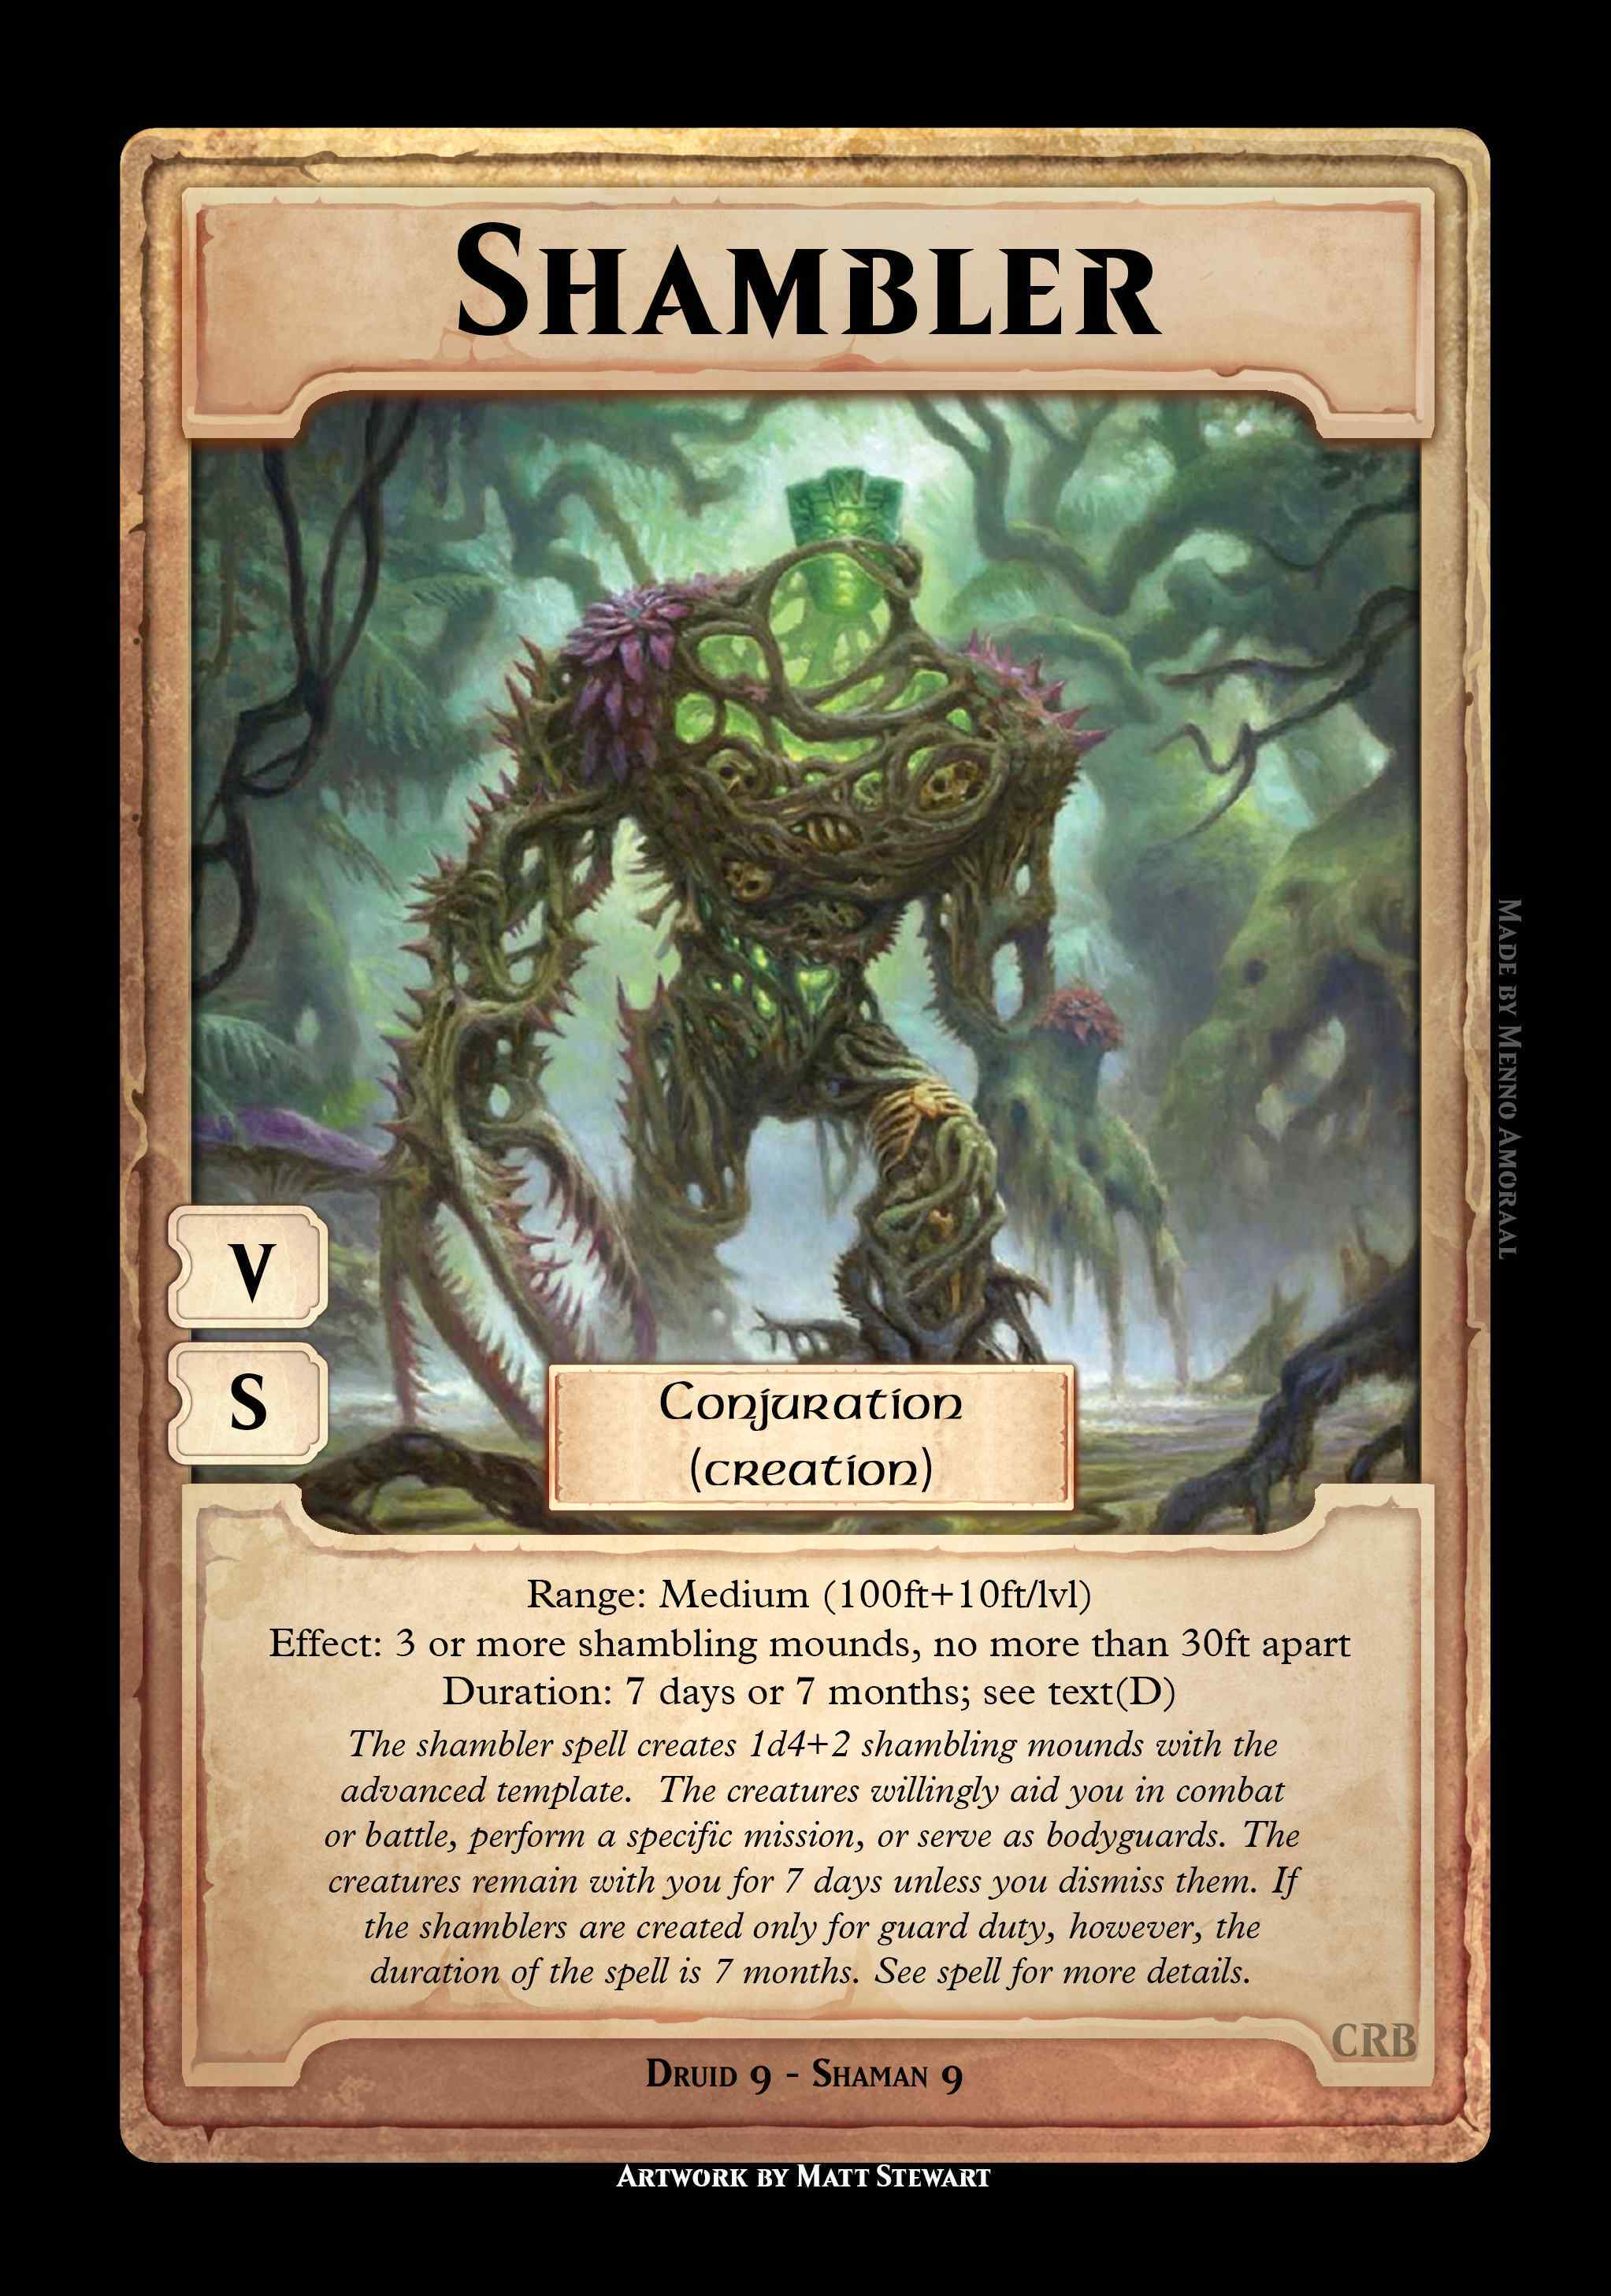 Shambler
V
S
Conjuration
(creation)
Range: Medium (100ft+10ft/lvl)
Effect: 3 or more shambling mounds, no more than 30ft apart
Duration: 7 days or 7 months; see text(D)
The shambler spell creates 1d4+2 shambling mounds with the
advanced template. The creatures willingly aid you in combat
or battle, perform a specific mission, or serve as bodyguards. The
creatures remain with you for 7 days unless you dismiss them. If
the shamblers are created only for guard duty, however, the
duration of the spell is 7 months. See spell for more details.
CRB
Druid 9 - Shaman 9
Artwork by Matt Stewart
Made by Menno Amoraal